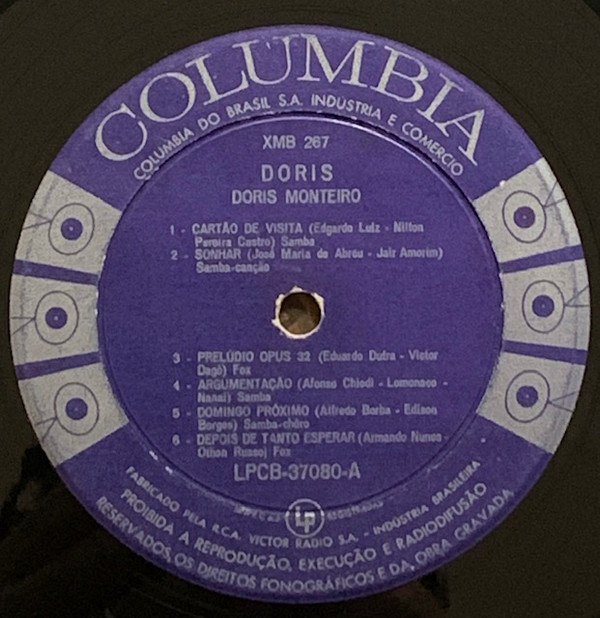 COLUMBIA
COLUMBIA DO BRASIL S.A. INDÚSTRIA E COMERCIO
XMB 267
DORIS
DORIS MONTEIRO
1 - CARTÃO DE VISITA (Edgardo Luiz - Nilton
Pereira Castro) Samba
2 - SONHAR (José Maria de Abreu - Jair Amorim)
Samba-canção
3 - PRELÚDIO OPUS 32 (Eduardo Dutra - Victor
Dagô) Fox
4 - ARGUMENTAÇÃO (Afonso Chiodi - Lomonaco -
Nanai) Samba
5 - DOMINGO PRÓXIMO (Alfredo Borba - Edison
Borges) Samba-chôro
6 - DEPOIS DE TANTO ESPERAR (Armando Nunes -
Othon Russo) Fox
LPCB-37080-A
LP
FABRICADO PELA R.C.A. VICTOR RADIO S.A. - INDÚSTRIA BRASILEIRA
PROIBIDA A REPRODUÇÃO, EXECUÇÃO E RADIODIFUSÃO
RESERVADOS OS DIREITOS FONOGRÁFICOS E DA OBRA GRAVADA